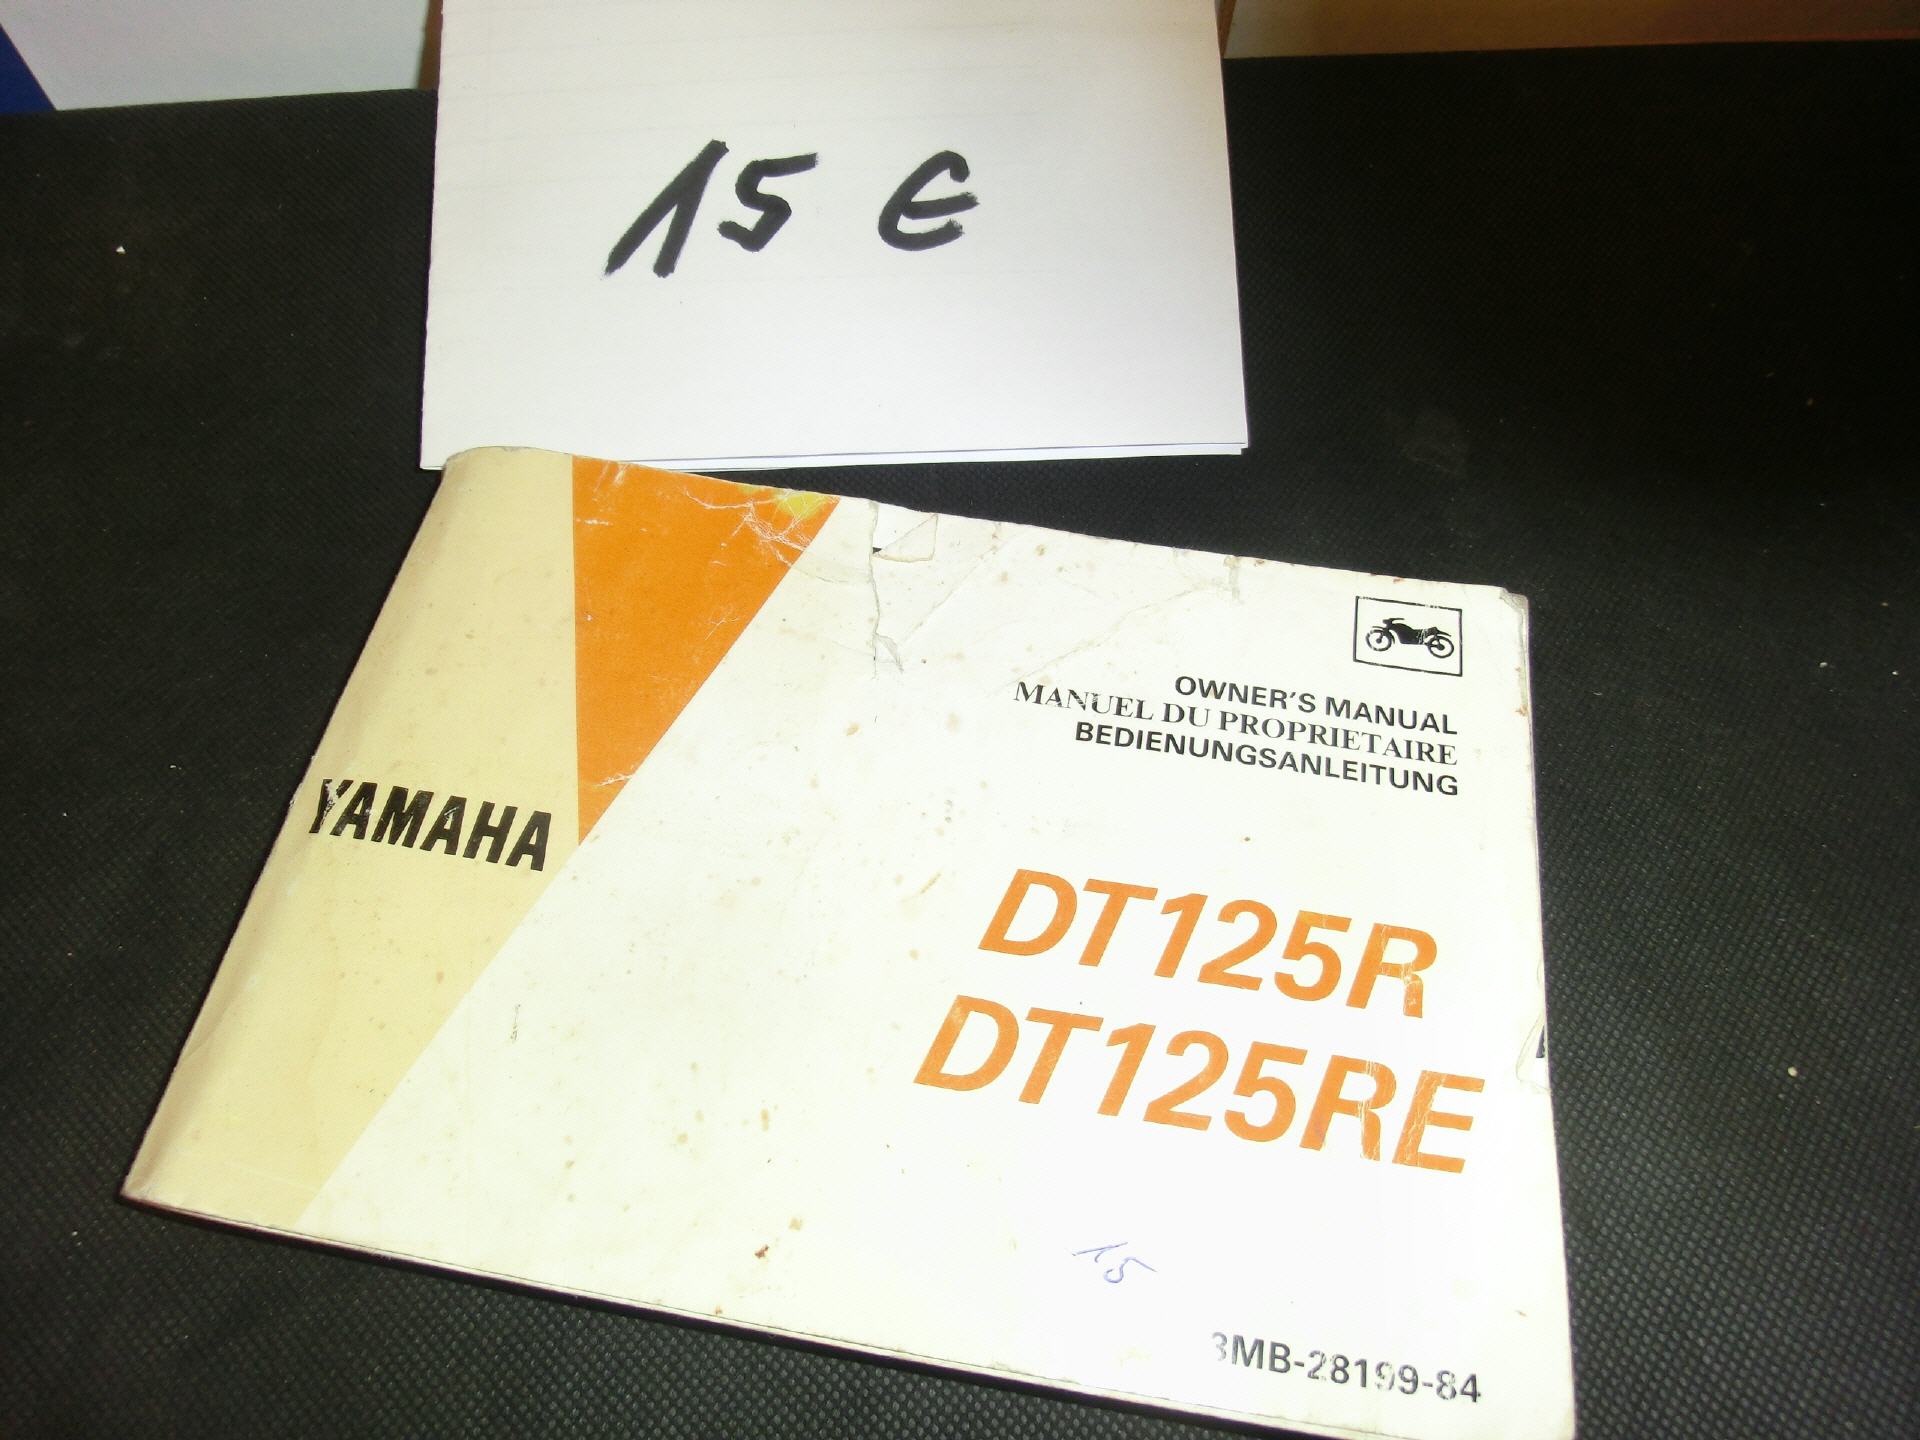 15 €
YAMAHA
OWNER'S MANUAL
MANUEL DU PROPRIETAIRE
BEDIENUNGSANLEITUNG
DT125R
DT125RE
15
3MB-28199-84